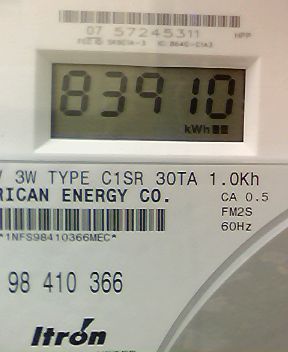 07 57245311
83910
kWh
3W TYPE C1SR 30TA 1.0Kh
RICAN ENERGY CO.
CA 0.5
FM2S
60Hz
*1NFS98410366MEC*
98 410 366
Itrón